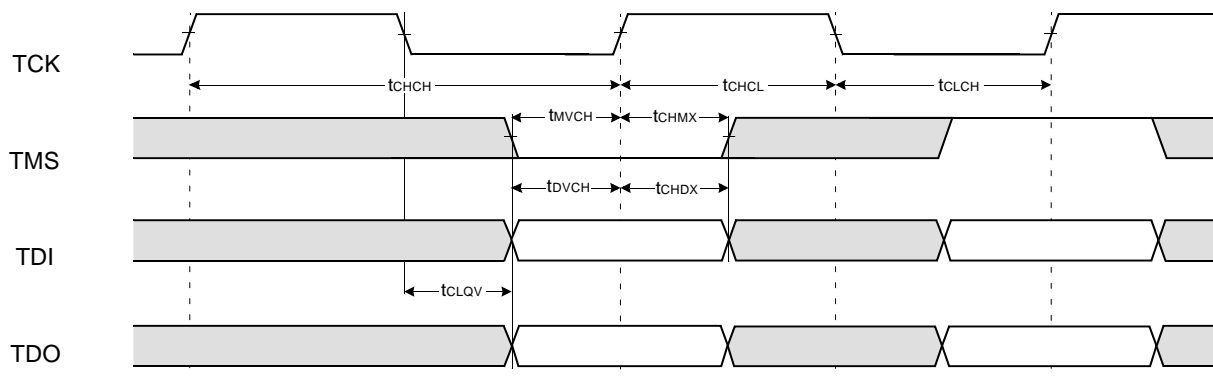 TCK
tCHCH tCHCL tCLCH
tMVCH tCHMX
TMS
tDVCH tCHDX
TDI
tCLQV
TDO